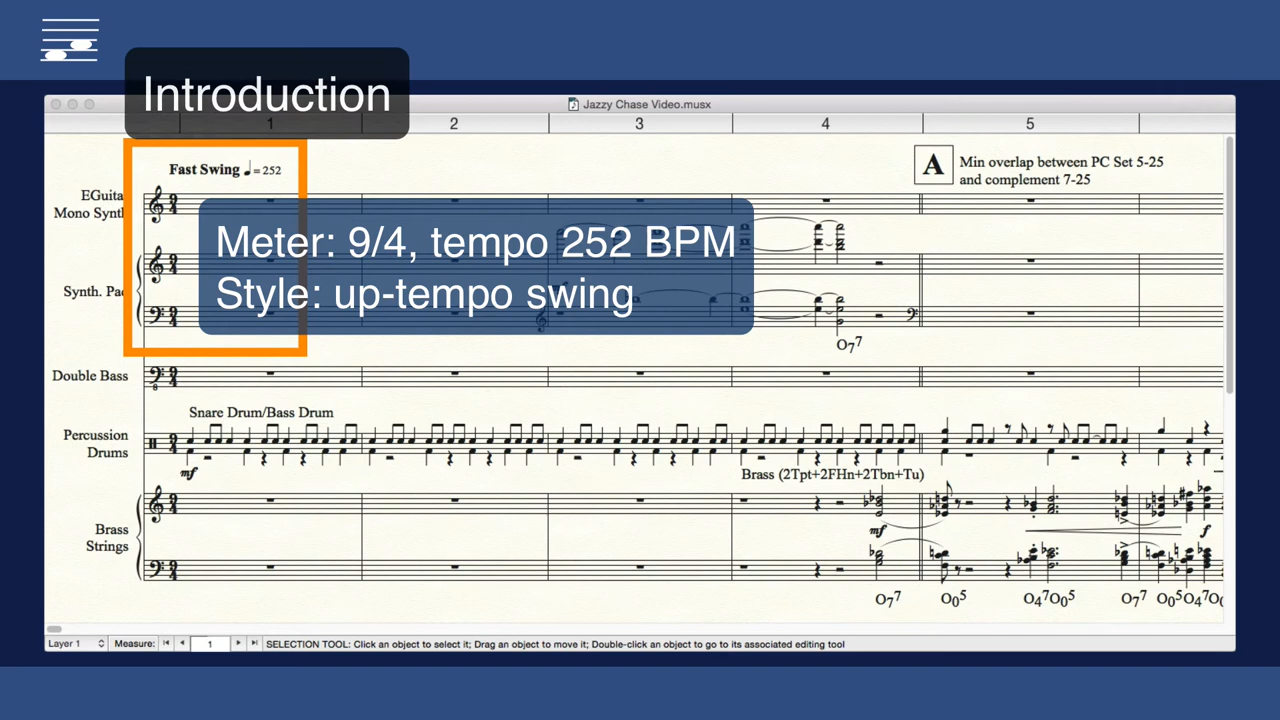 Introduction
Jazzy Chase Video.musx
1 2 3 4 5
Fast Swing ♩= 252
A
Min overlap between PC Set 5-25
and complement 7-25
EGuita
Mono Synth
Meter: 9/4, tempo 252 BPM
Style: up-tempo swing
Synth. Pad
O7⁷
Double Bass
Snare Drum/Bass Drum
Percussion
Drums
mf
Brass (2Tpt+2FHn+2Tbn+Tu)
Brass
Strings
mf
f
O7⁷ O0⁵ O4⁷O0⁵ O7⁷ O0⁵O4⁷O
Layer 1 Measure: 1 SELECTION TOOL: Click an object to select it; Drag an object to move it; Double-click an object to go to its associated editing tool